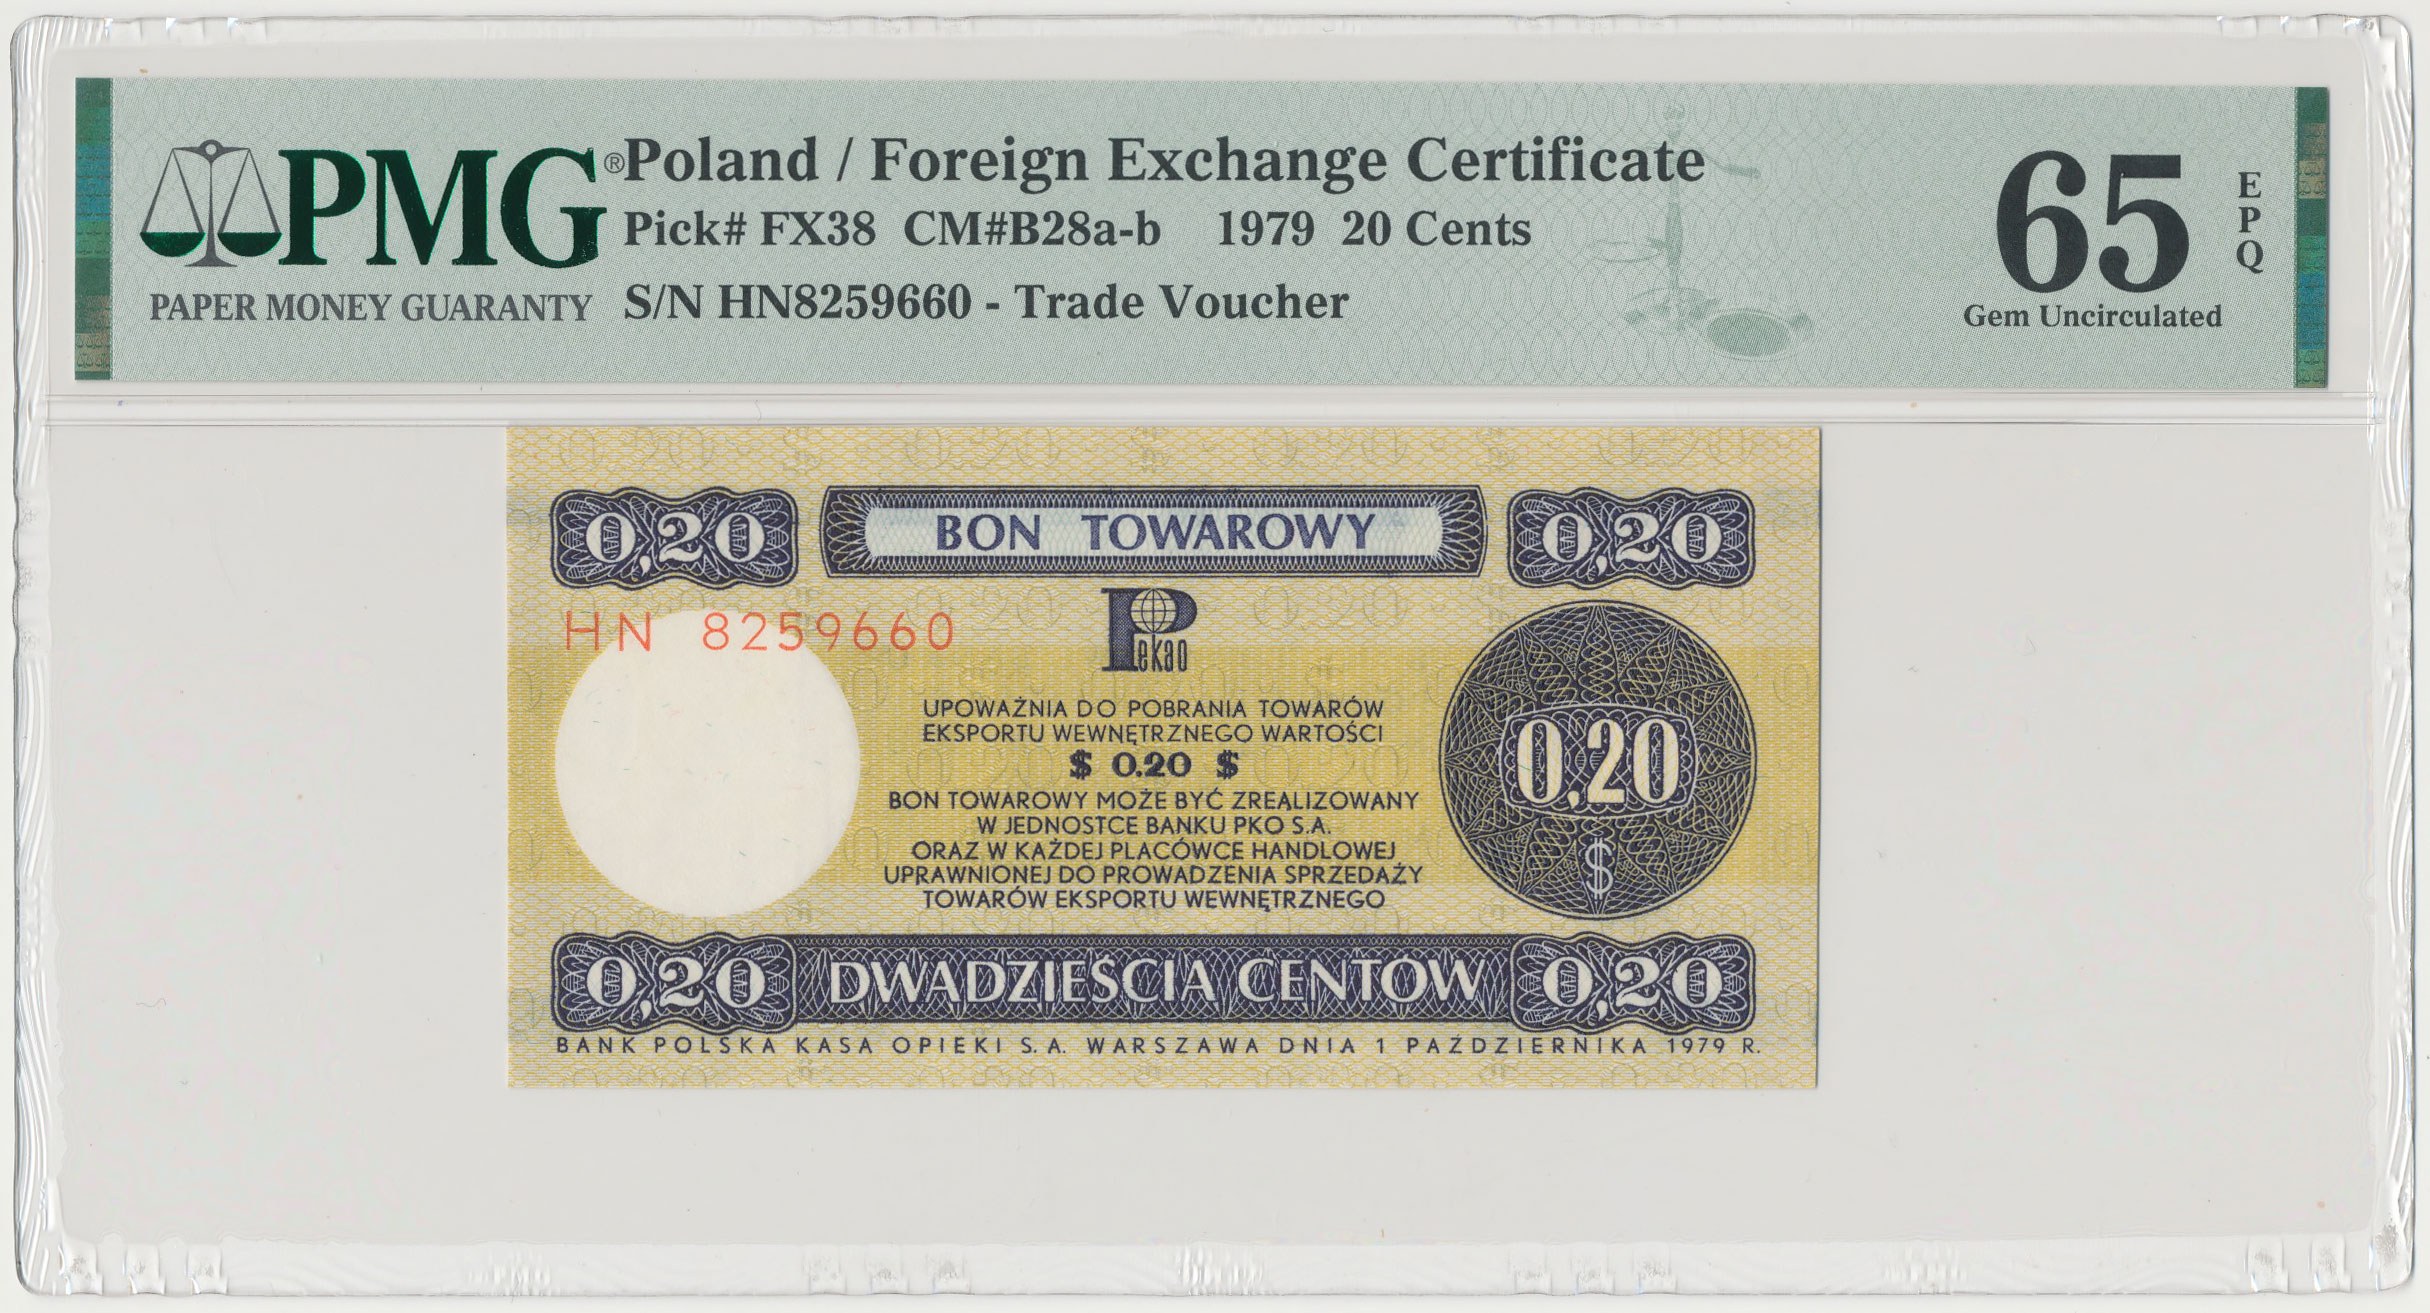 PMG®
PAPER MONEY GUARANTY
Poland / Foreign Exchange Certificate
Pick# FX38 CM#B28a-b 1979 20 Cents
S/N HN8259660 - Trade Voucher
65 EPQ
Gem Uncirculated
0,20 BON TOWAROWY 0,20
HN 8259660
Pekao
UPOWAŻNIA DO POBRANIA TOWARÓW
EKSPORTU WEWNĘTRZNEGO WARTOŚCI
$ 0.20 $
BON TOWAROWY MOŻE BYĆ ZREALIZOWANY
W JEDNOSTCE BANKU PKO S.A.
ORAZ W KAŻDEJ PLACÓWCE HANDLOWEJ
UPRAWNIONEJ DO PROWADZENIA SPRZEDAŻY
TOWARÓW EKSPORTU WEWNĘTRZNEGO
0,20
$
0,20 DWADZIEŚCIA CENTÓW 0,20
BANK POLSKA KASA OPIEKI S.A. WARSZAWA DNIA 1 PAŹDZIERNIKA 1979 R.